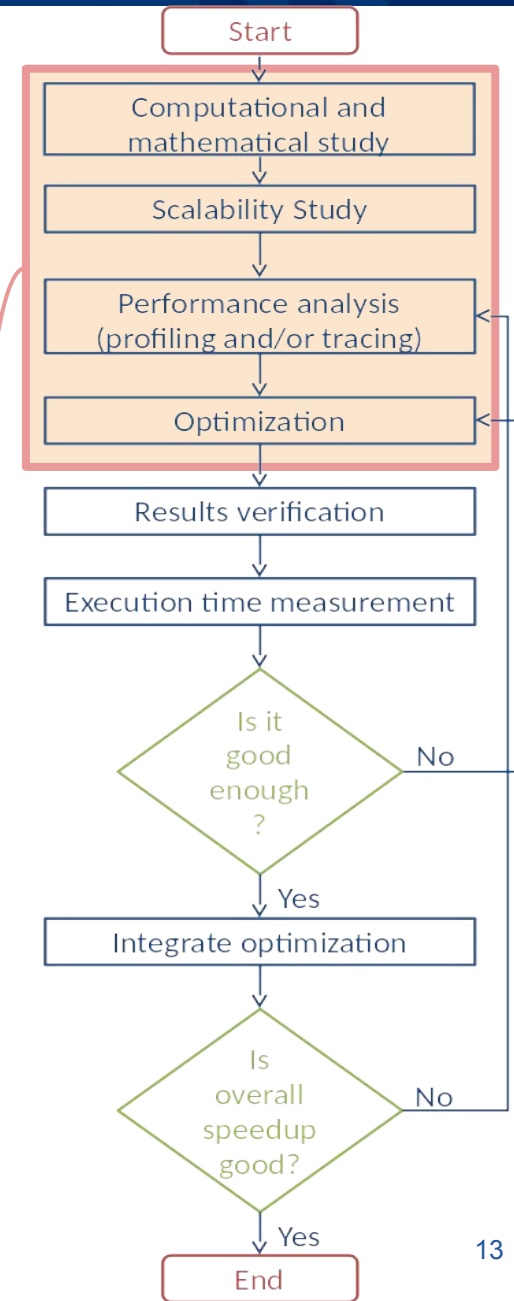 Start
Computational and
mathematical study
Scalability Study
Performance analysis
(profiling and/or tracing)
Optimization
Results verification
Execution time measurement
Is it
good
enough
?
No
Yes
Integrate optimization
Is
overall
speedup
good?
No
Yes
End
13